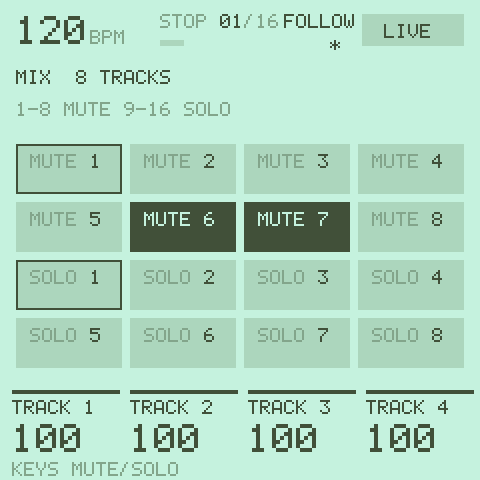 120 BPM STOP 01/16 FOLLOW LIVE
*
MIX 8 TRACKS
1-8 MUTE 9-16 SOLO
MUTE 1 MUTE 2 MUTE 3 MUTE 4
MUTE 5 MUTE 6 MUTE 7 MUTE 8
SOLO 1 SOLO 2 SOLO 3 SOLO 4
SOLO 5 SOLO 6 SOLO 7 SOLO 8
TRACK 1 TRACK 2 TRACK 3 TRACK 4
100 100 100 100
KEYS MUTE/SOLO